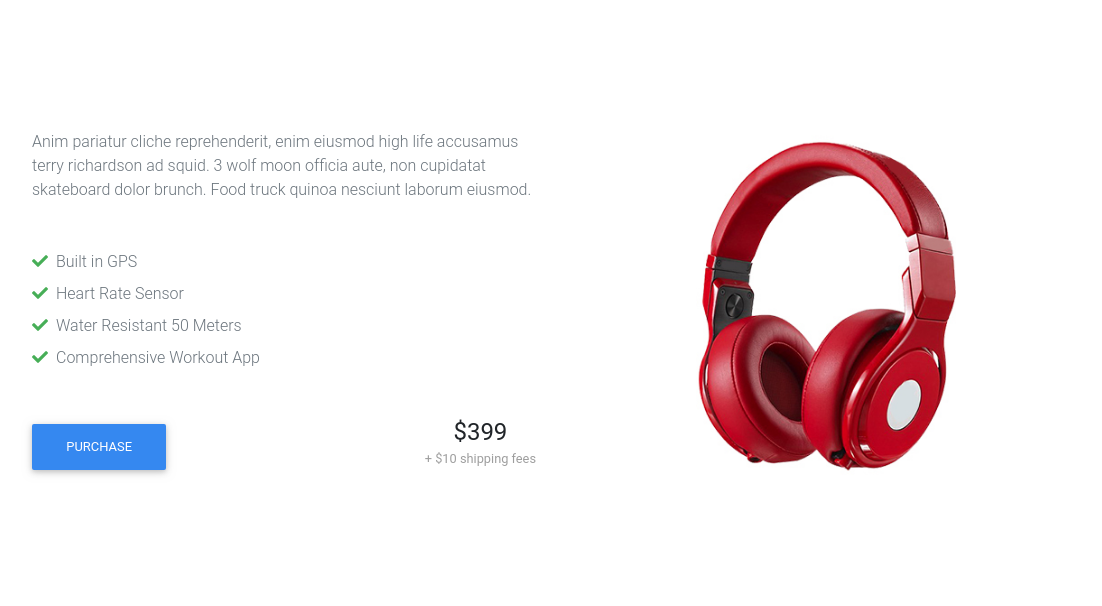 Anim pariatur cliche reprehenderit, enim eiusmod high life accusamus
terry richardson ad squid. 3 wolf moon officia aute, non cupidatat
skateboard dolor brunch. Food truck quinoa nesciunt laborum eiusmod.
Built in GPS
Heart Rate Sensor
Water Resistant 50 Meters
Comprehensive Workout App
PURCHASE
$399
+ $10 shipping fees